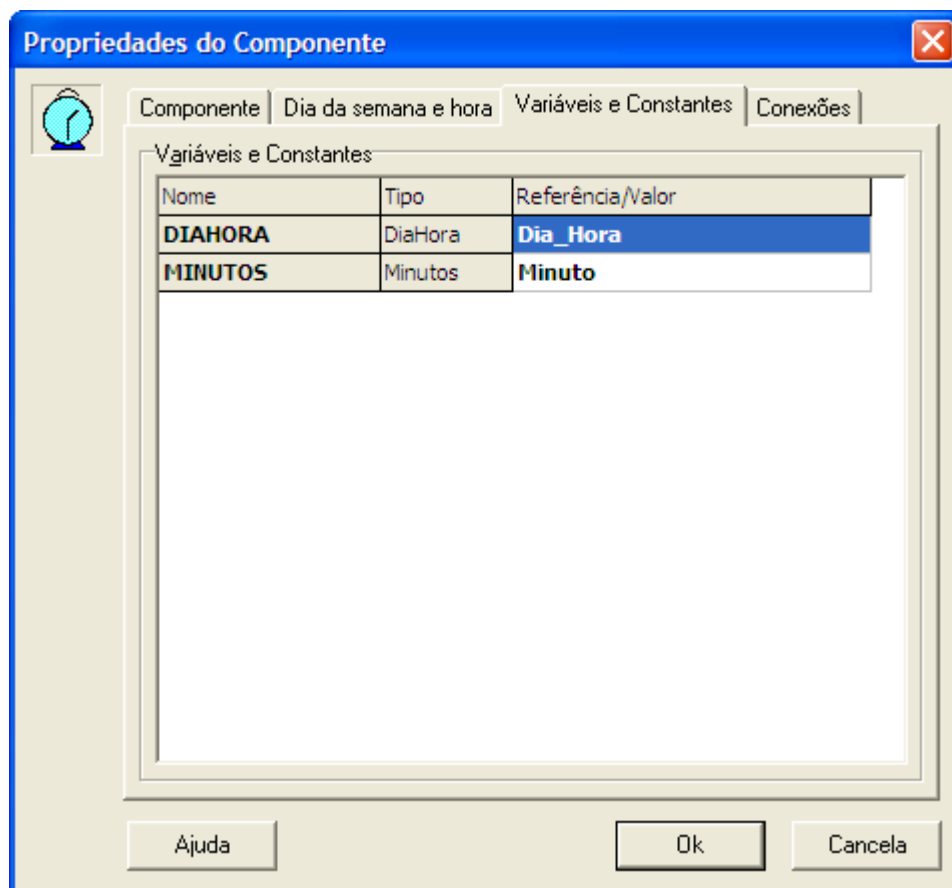 Propriedades do Componente
Componente Dia da semana e hora Variáveis e Constantes Conexões
Variáveis e Constantes
Nome Tipo Referência/Valor
DIAHORA DiaHora Dia_Hora
MINUTOS Minutos Minuto
Ajuda Ok Cancela